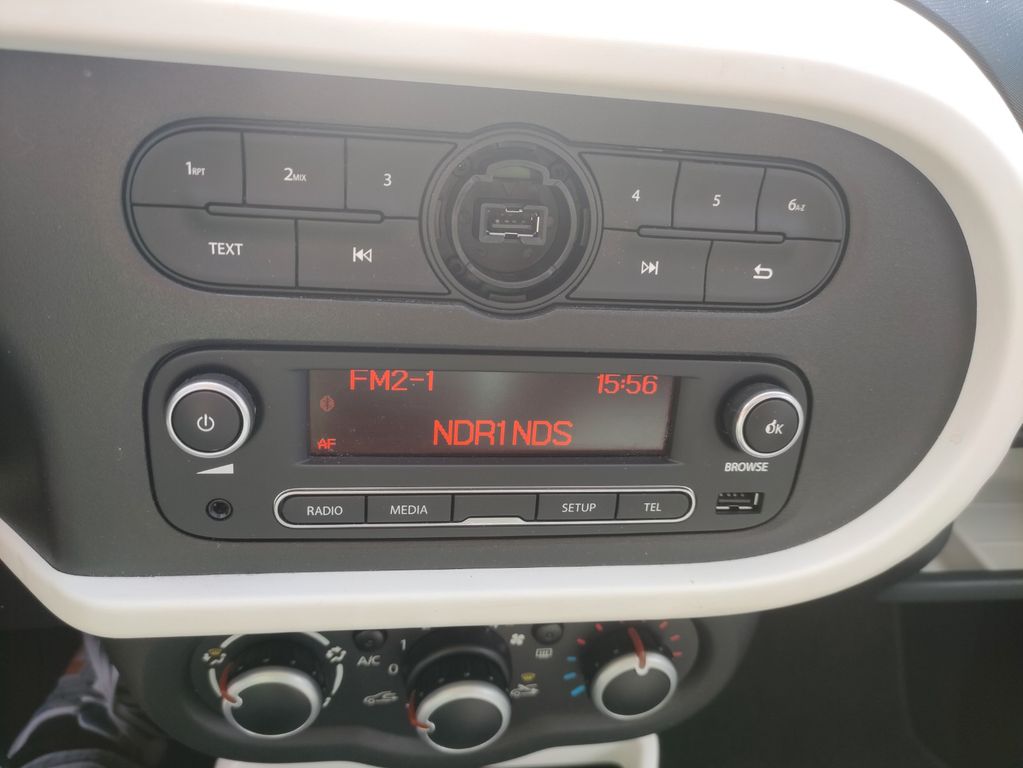 1RPT 2MIX 3 4 5 6A-Z
TEXT
FM2-1 15:56
AF NDR1NDS
OK
BROWSE
RADIO MEDIA SETUP TEL
A/C 1
0